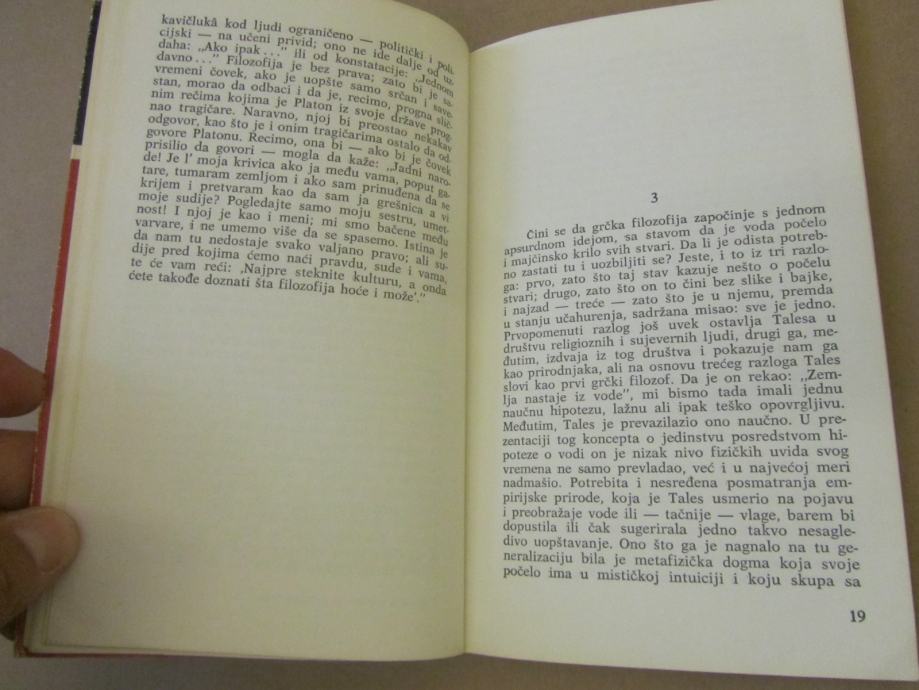 kavičlukâ kod ljudi ograničeno — politički i poli-
cijski — na učeni privid; ono ne ide dalje od uz-
daha: „Ako ipak...” ili od konstatacije: „Jednom
davno...” Filozofija je bez prava; zato bi je sa-
vremeni čovek, ako je uopšte samo srčan i save-
stan, morao da odbaci i da je, recimo, progna slič-
nim rečima kojima je Platon iz svoje države prog-
nao tragičare. Naravno, njoj bi preostao nekakav
odgovor, kao što je i onim tragičarima ostalo da od-
govore Platonu. Recimo, ona bi — ako bi je čovek
prisilio da govori — mogla da kaže: „Jadni naro-
de! Je l’ moja krivica ako ja među vama, poput ga-
tare, tumaram zemljom i ako sam prinuđena da se
krijem i pretvaram kao da sam ja grešnica a vi
moje sudije? Pogledajte samo moju sestru, umet-
nost! I njoj je kao i meni; mi smo bačene među
varvare, i ne umemo više da se spasemo. Istina je
da nam tu nedostaje svako valjano pravo; ali su-
dije pred kojima ćemo naći pravdu, sude i vama,
te će vam reći: ‚Najpre steknite kulturu, a onda
ćete takođe doznati šta filozofija hoće i može’.”
3
Čini se da grčka filozofija započinje s jednom
apsurdnom idejom, sa stavom da je voda počelo
i majčinsko krilo svih stvari. Da li je odista potreb-
no zastati tu i uozbiljiti se? Jeste, i to iz tri razlo-
ga: prvo, zato što taj stav kazuje nešto o počelu
stvari; drugo, zato što on to čini bez slike i bajke,
i najzad — treće — zato što je u njemu, premda
u stanju učahurenja, sadržana misao: sve je jedno.
Prvopomenuti razlog još uvek ostavlja Talesa u
društvu religioznih i sujevernih ljudi, drugi ga, me-
đutim, izdvaja iz tog društva i pokazuje nam ga
kao prirodnjaka, ali na osnovu trećeg razloga Tales
slovi kao prvi grčki filozof. Da je on rekao: „Zem-
lja nastaje iz vode”, mi bismo tada imali jednu
naučnu hipotezu, lažnu ali ipak teško opovrgljivu.
Međutim, Tales je prevazilazio ono naučno. U pre-
zentaciji tog koncepta o jedinstvu posredstvom hi-
poteze o vodi on je nizak nivo fizičkih uvida svog
vremena ne samo prevladao, već i u najvećoj meri
nadmašio. Potrebita i nesređena posmatranja em-
pirijske prirode, koja je Tales usmerio na pojavu
i preobražaje vode ili — tačnije — vlage, barem bi
dopustila ili čak sugerirala jedno takvo nesagle-
divo uopštavanje. Ono što ga je nagnalo na tu ge-
neralizaciju bila je metafizička dogma koja svoje
počelo ima u mističkoj intuiciji i koju skupa sa
19